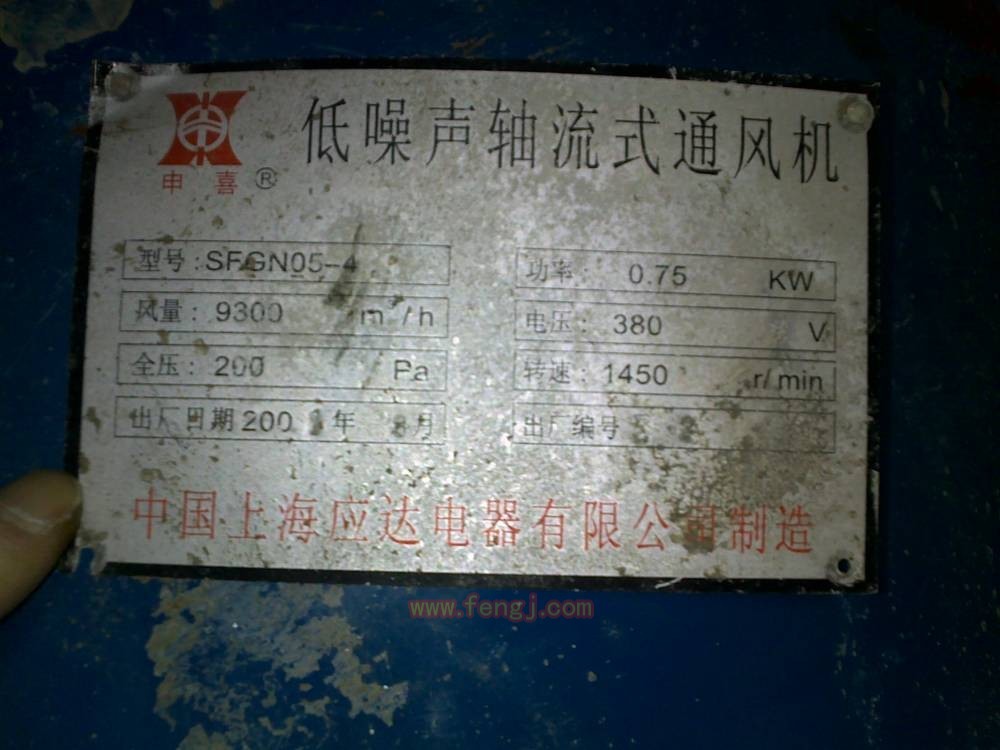 低噪声轴流式通风机
申喜®
型号:SFGN05-4
功率: 0.75 KW
风量: 9300 m³/h
电压: 380 V
全压: 200 Pa
转速: 1450 r/min
出厂日期 200 年 月
出厂编号
中国上海应达电器有限公司制造
www.fengj.com